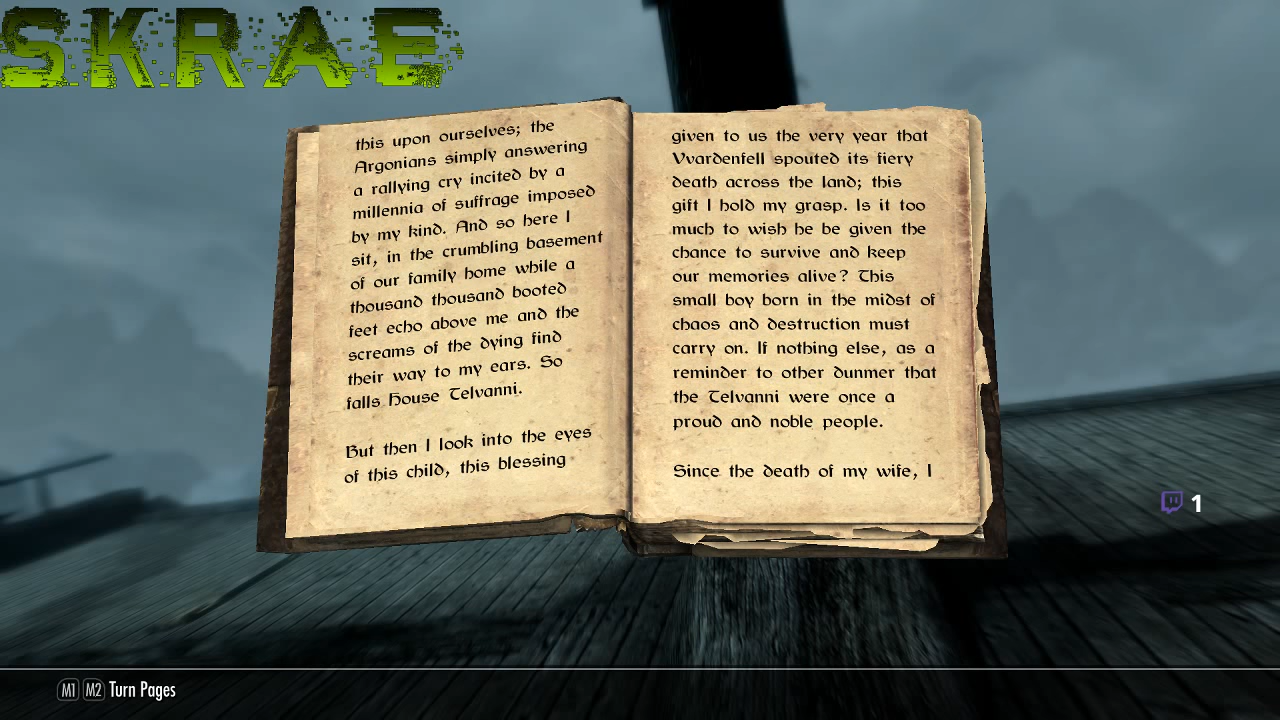 SKRAE
this upon ourselves; the
Argonians simply answering
a rallying cry incited by a
millennia of suffrage imposed
by my kind. And so here I
sit, in the crumbling basement
of our family home while a
thousand thousand booted
feet echo above me and the
screams of the dying find
their way to my ears. So
falls House Telvanni.
But then I look into the eyes
of this child, this blessing
given to us the very year that
Vvardenfell spouted its fiery
death across the land; this
gift I hold my grasp. Is it too
much to wish he be given the
chance to survive and keep
our memories alive? This
small boy born in the midst of
chaos and destruction must
carry on. If nothing else, as a
reminder to other dunmer that
the Telvanni were once a
proud and noble people.
Since the death of my wife, I
1
M1 M2 Turn Pages